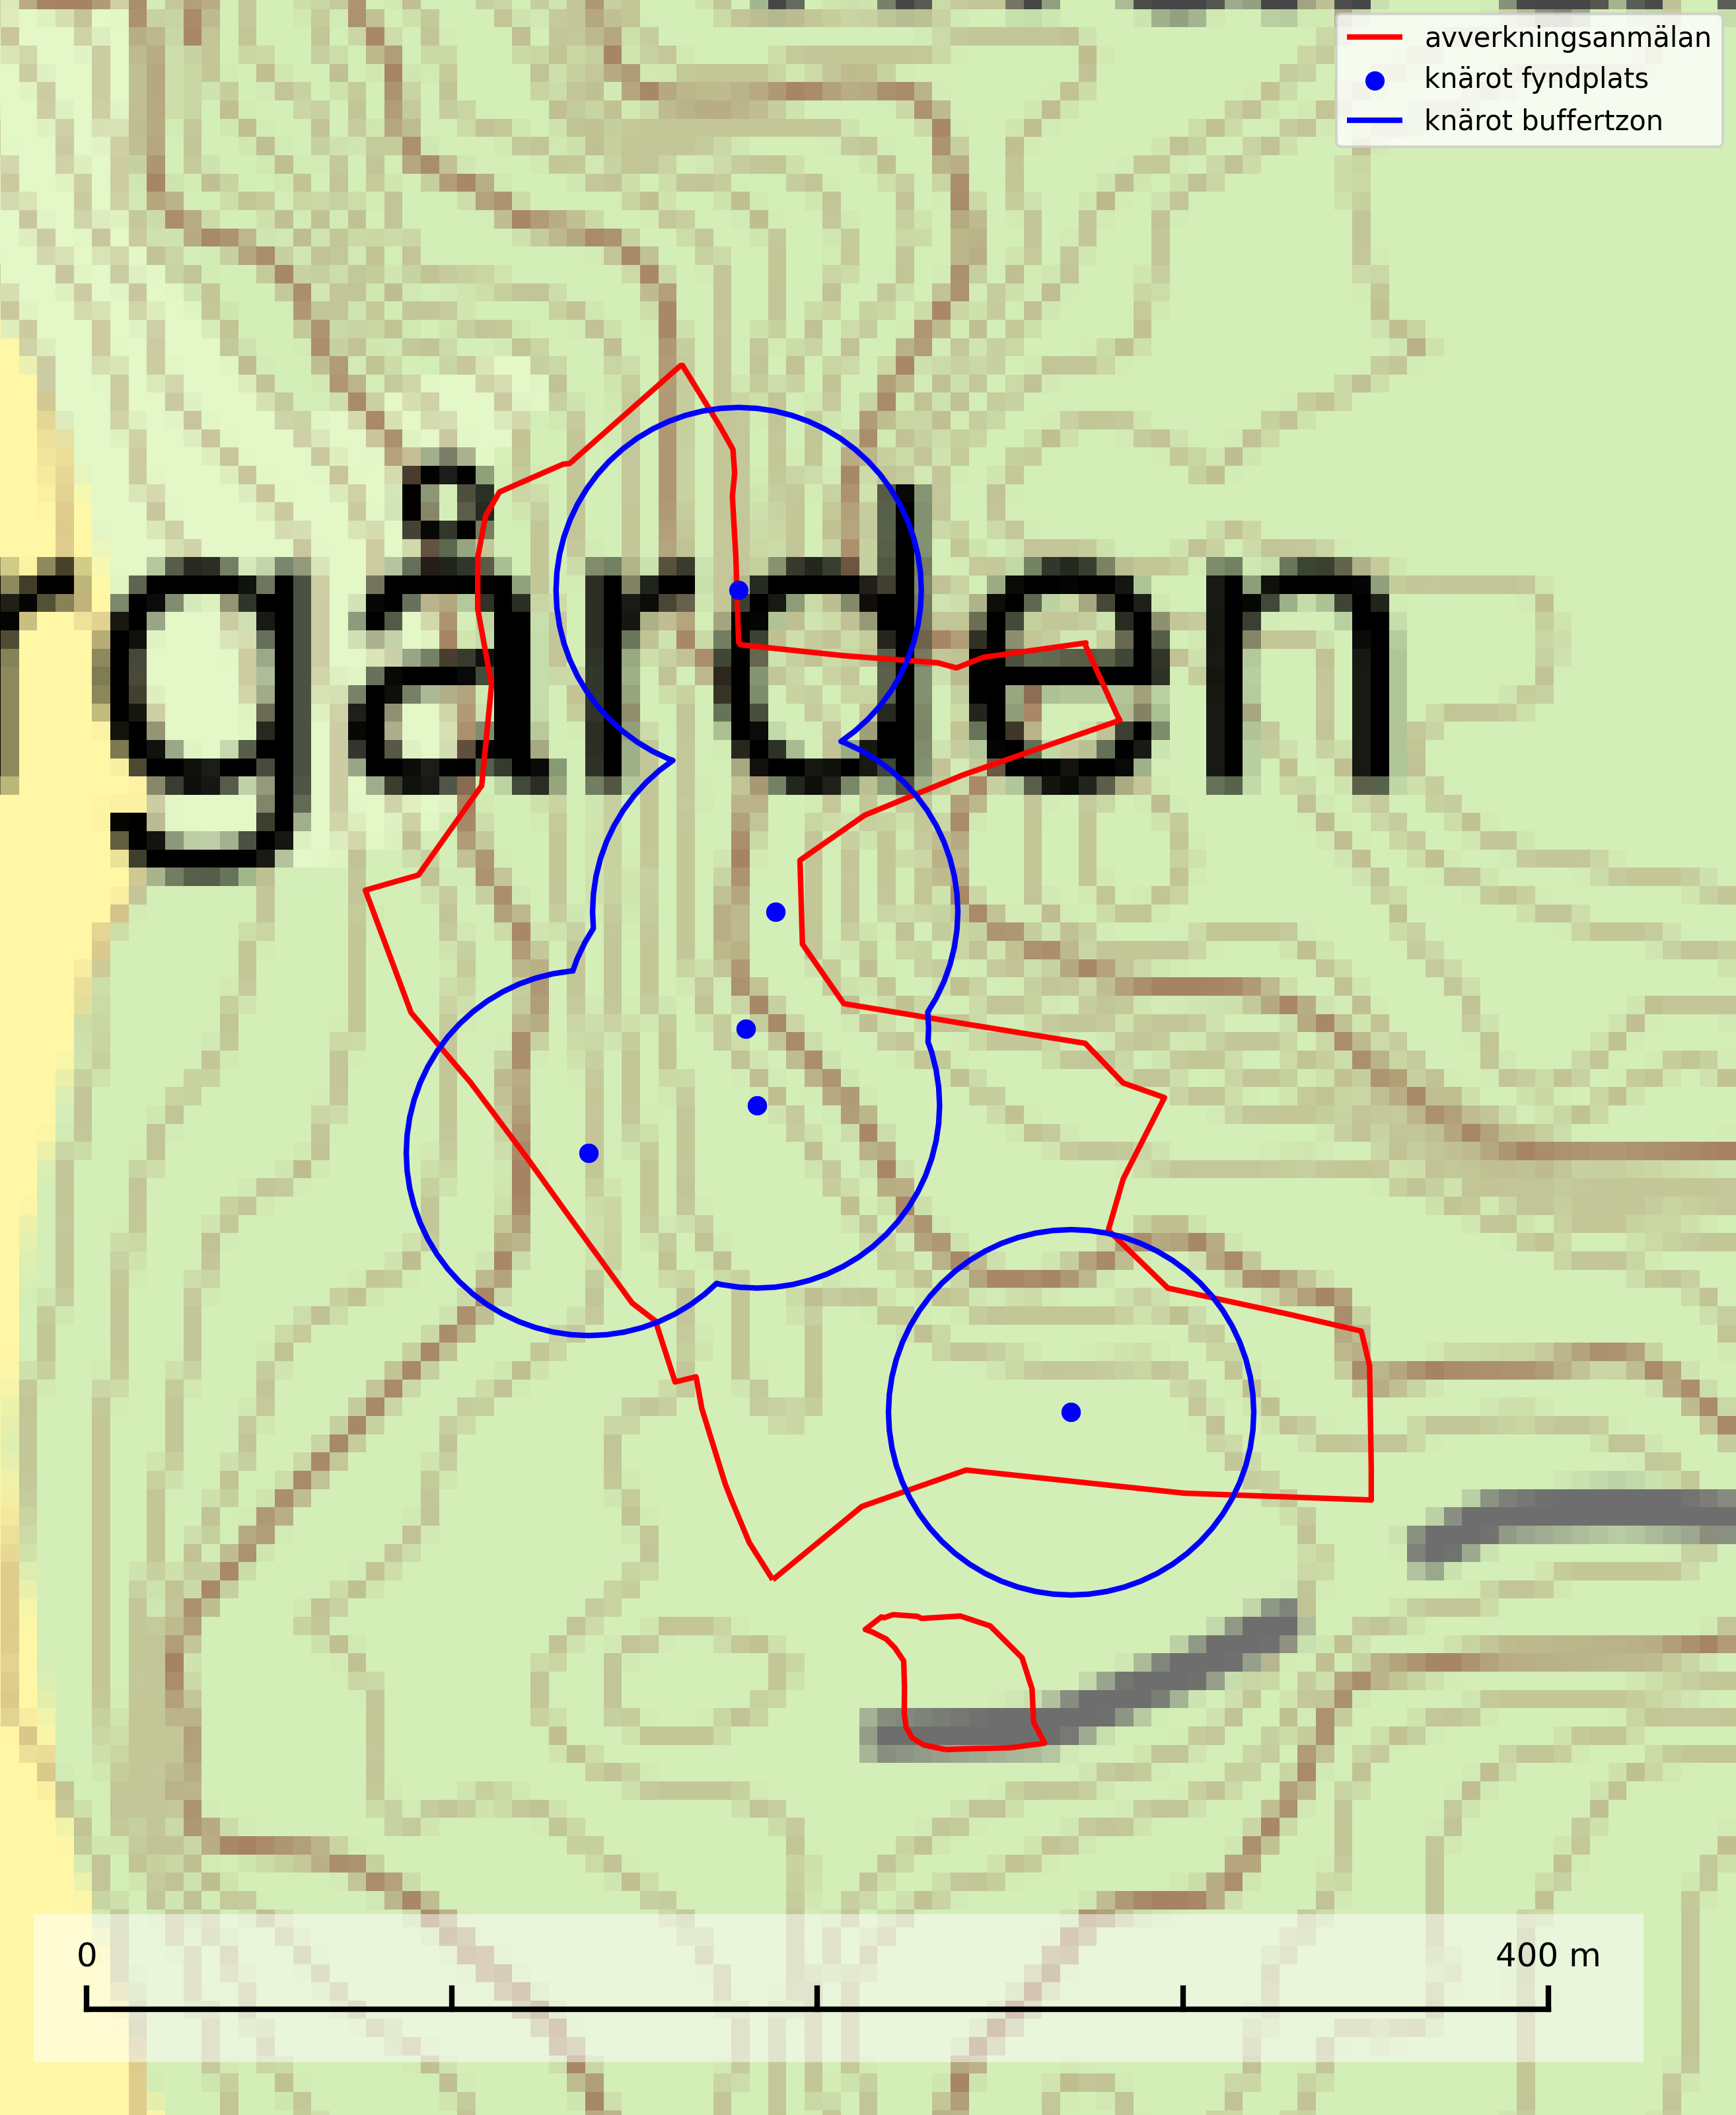 avverkningsanmälan
knärot fyndplats
knärot buffertzon
rgården
0 400 m